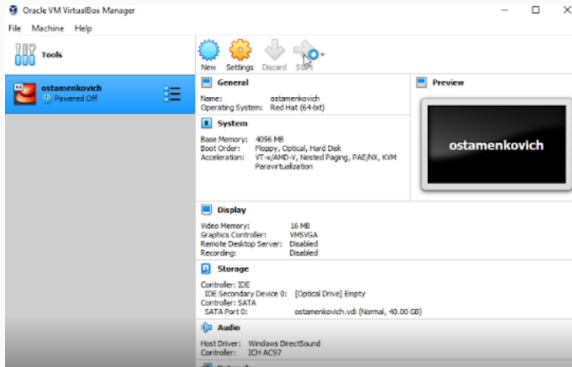 Oracle VM VirtualBox Manager
File Machine Help
Tools
New Settings Discard Start
ostamenkovich
Powered Off
General
Name: ostamenkovich
Operating System: Red Hat (64-bit)
Preview
ostamenkovich
System
Base Memory: 4096 MB
Boot Order: Floppy, Optical, Hard Disk
Acceleration: VT-x/AMD-V, Nested Paging, PAE/NX, KVM
Paravirtualization
Display
Video Memory: 16 MB
Graphics Controller: VMSVGA
Remote Desktop Server: Disabled
Recording: Disabled
Storage
Controller: IDE
IDE Secondary Device 0: [Optical Drive] Empty
Controller: SATA
SATA Port 0: ostamenkovich.vdi (Normal, 40.00 GB)
Audio
Host Driver: Windows DirectSound
Controller: ICH AC97